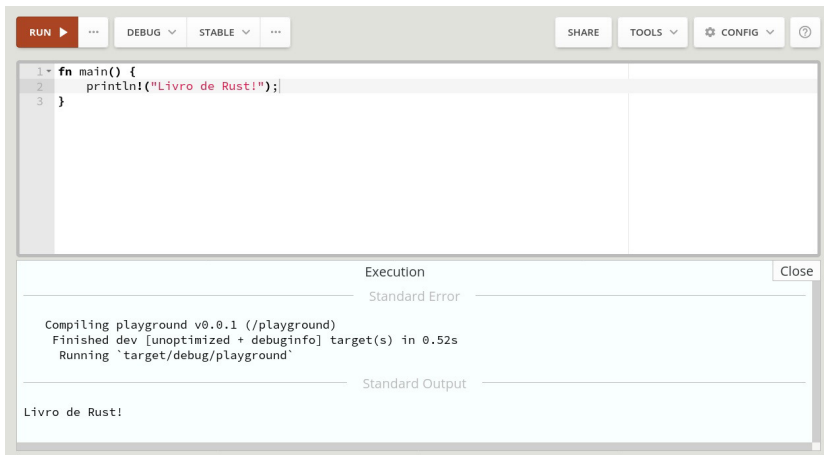 RUN ··· DEBUG STABLE ··· SHARE TOOLS CONFIG ?
1 fn main() {
2     println!("Livro de Rust!");
3 }
Execution Close
Standard Error
   Compiling playground v0.0.1 (/playground)
    Finished dev [unoptimized + debuginfo] target(s) in 0.52s
     Running `target/debug/playground`
Standard Output
Livro de Rust!